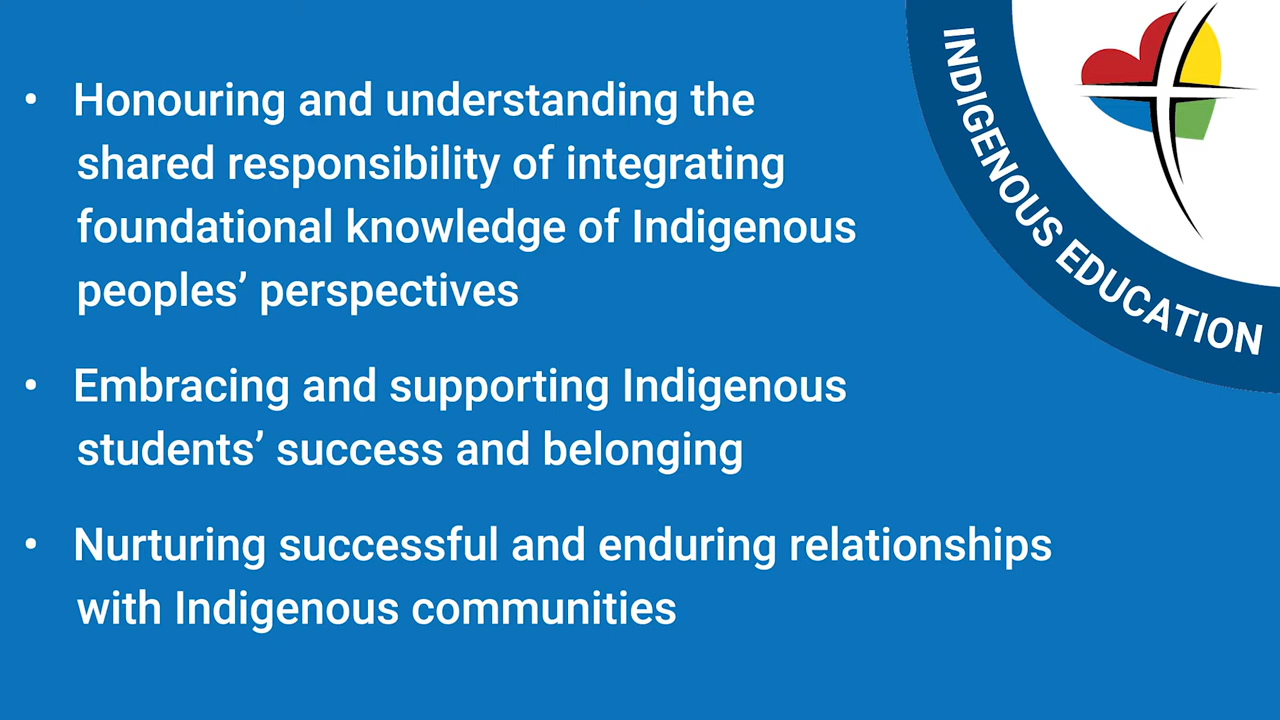 • Honouring and understanding the
shared responsibility of integrating
foundational knowledge of Indigenous
peoples’ perspectives
• Embracing and supporting Indigenous
students’ success and belonging
• Nurturing successful and enduring relationships
with Indigenous communities
INDIGENOUS EDUCATION